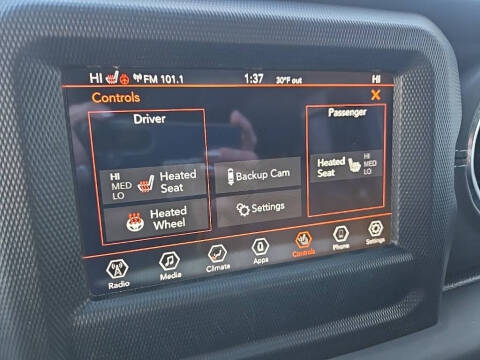 HI FM 101.1 1:37 30°F out HI
Controls X
Driver
Passenger
HI
MED
LO
Heated
Seat
Backup Cam
Heated
Seat
HI
MED
LO
Heated
Wheel
Settings
Radio Media Climate Apps Controls Phone Settings